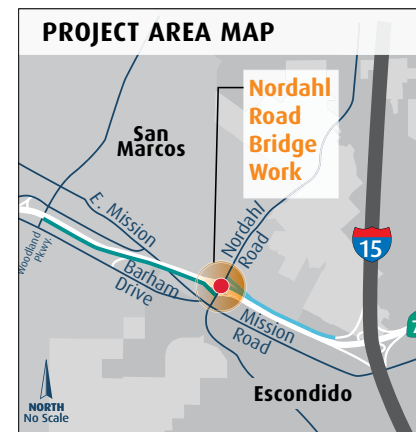 PROJECT AREA MAP
Nordahl
Road
Bridge
Work
San
Marcos
E. Mission
Nordahl
Road
15
Woodland
Pkwy.
Barham
Drive
Mission
Road
7
Escondido
NORTH
No Scale